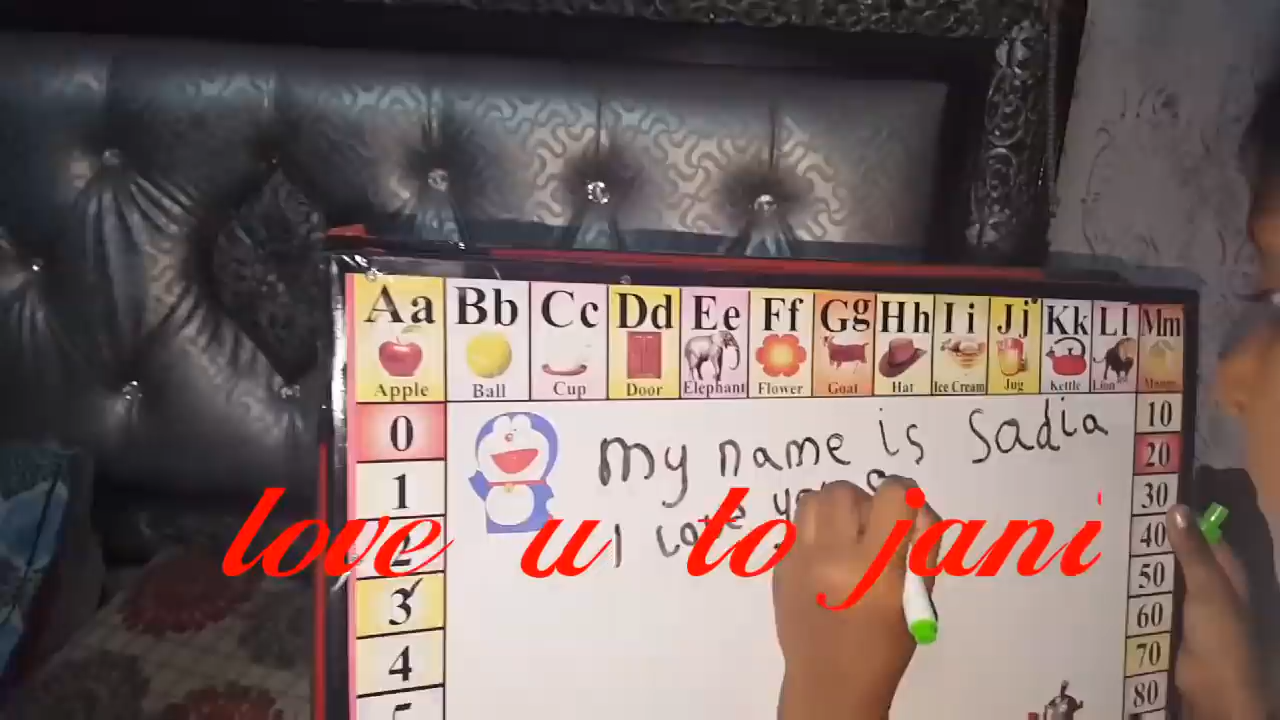 Aa Bb Cc Dd Ee Ff Gg Hh Ii Jj Kk Ll Mm
Apple Ball Cup Door Elephant Flower Goat Hat Ice Cream Jug Kettle Lion Mango
0 10
my name is Sadia
20
1 30
I love
love u to jani
2 40
50
3 60
4 70
80